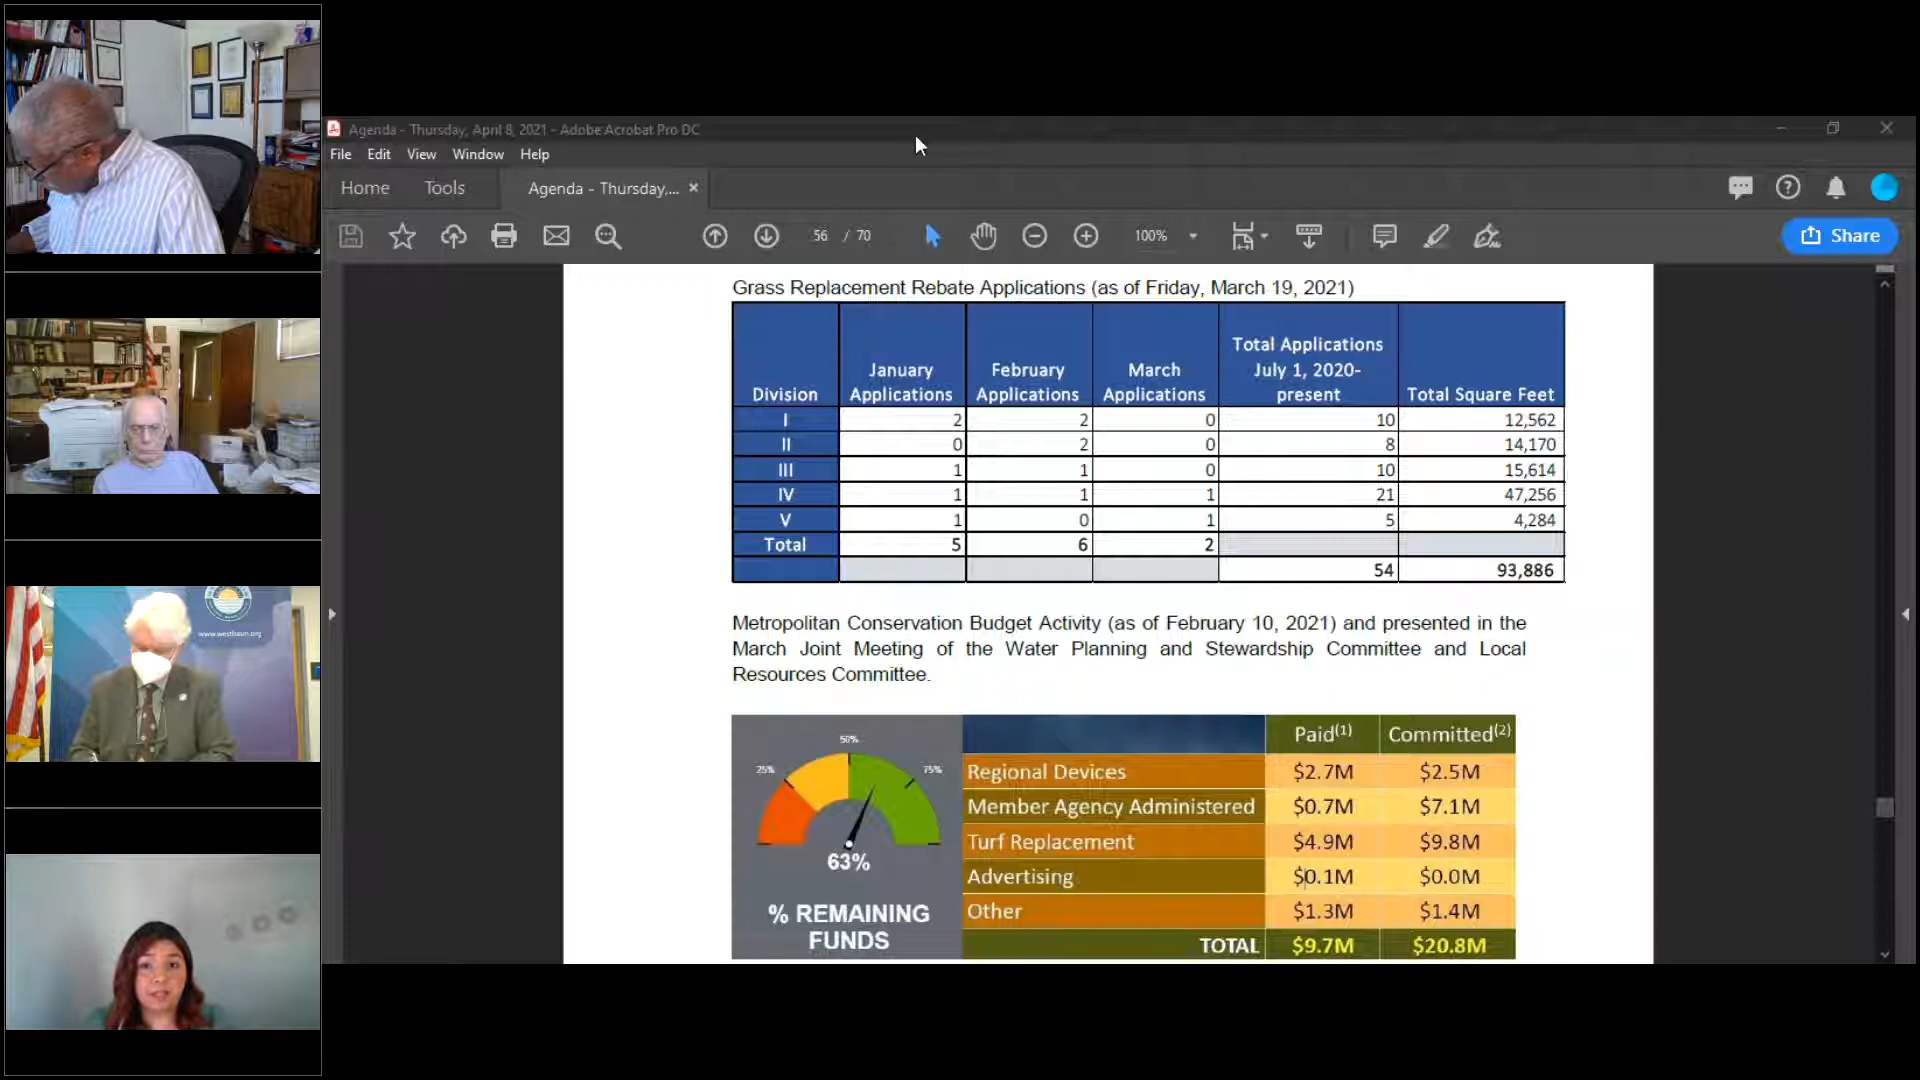 Agenda - Thursday, April 8, 2021 - Adobe Acrobat Pro DC
File Edit View Window Help
Home Tools Agenda - Thursday,... ×
56 / 70 100% Share
www.westbasin.org
Grass Replacement Rebate Applications (as of Friday, March 19, 2021)
Division January Applications February Applications March Applications Total Applications July 1, 2020- present Total Square Feet
I 2 2 0 10 12,562
II 0 2 0 8 14,170
III 1 1 0 10 15,614
IV 1 1 1 21 47,256
V 1 0 1 5 4,284
Total 5 6 2
54 93,886
Metropolitan Conservation Budget Activity (as of February 10, 2021) and presented in the
March Joint Meeting of the Water Planning and Stewardship Committee and Local
Resources Committee.
25% 50% 75%
63%
% REMAINING
FUNDS
Paid(1) Committed(2)
Regional Devices $2.7M $2.5M
Member Agency Administered $0.7M $7.1M
Turf Replacement $4.9M $9.8M
Advertising $0.1M $0.0M
Other $1.3M $1.4M
TOTAL $9.7M $20.8M